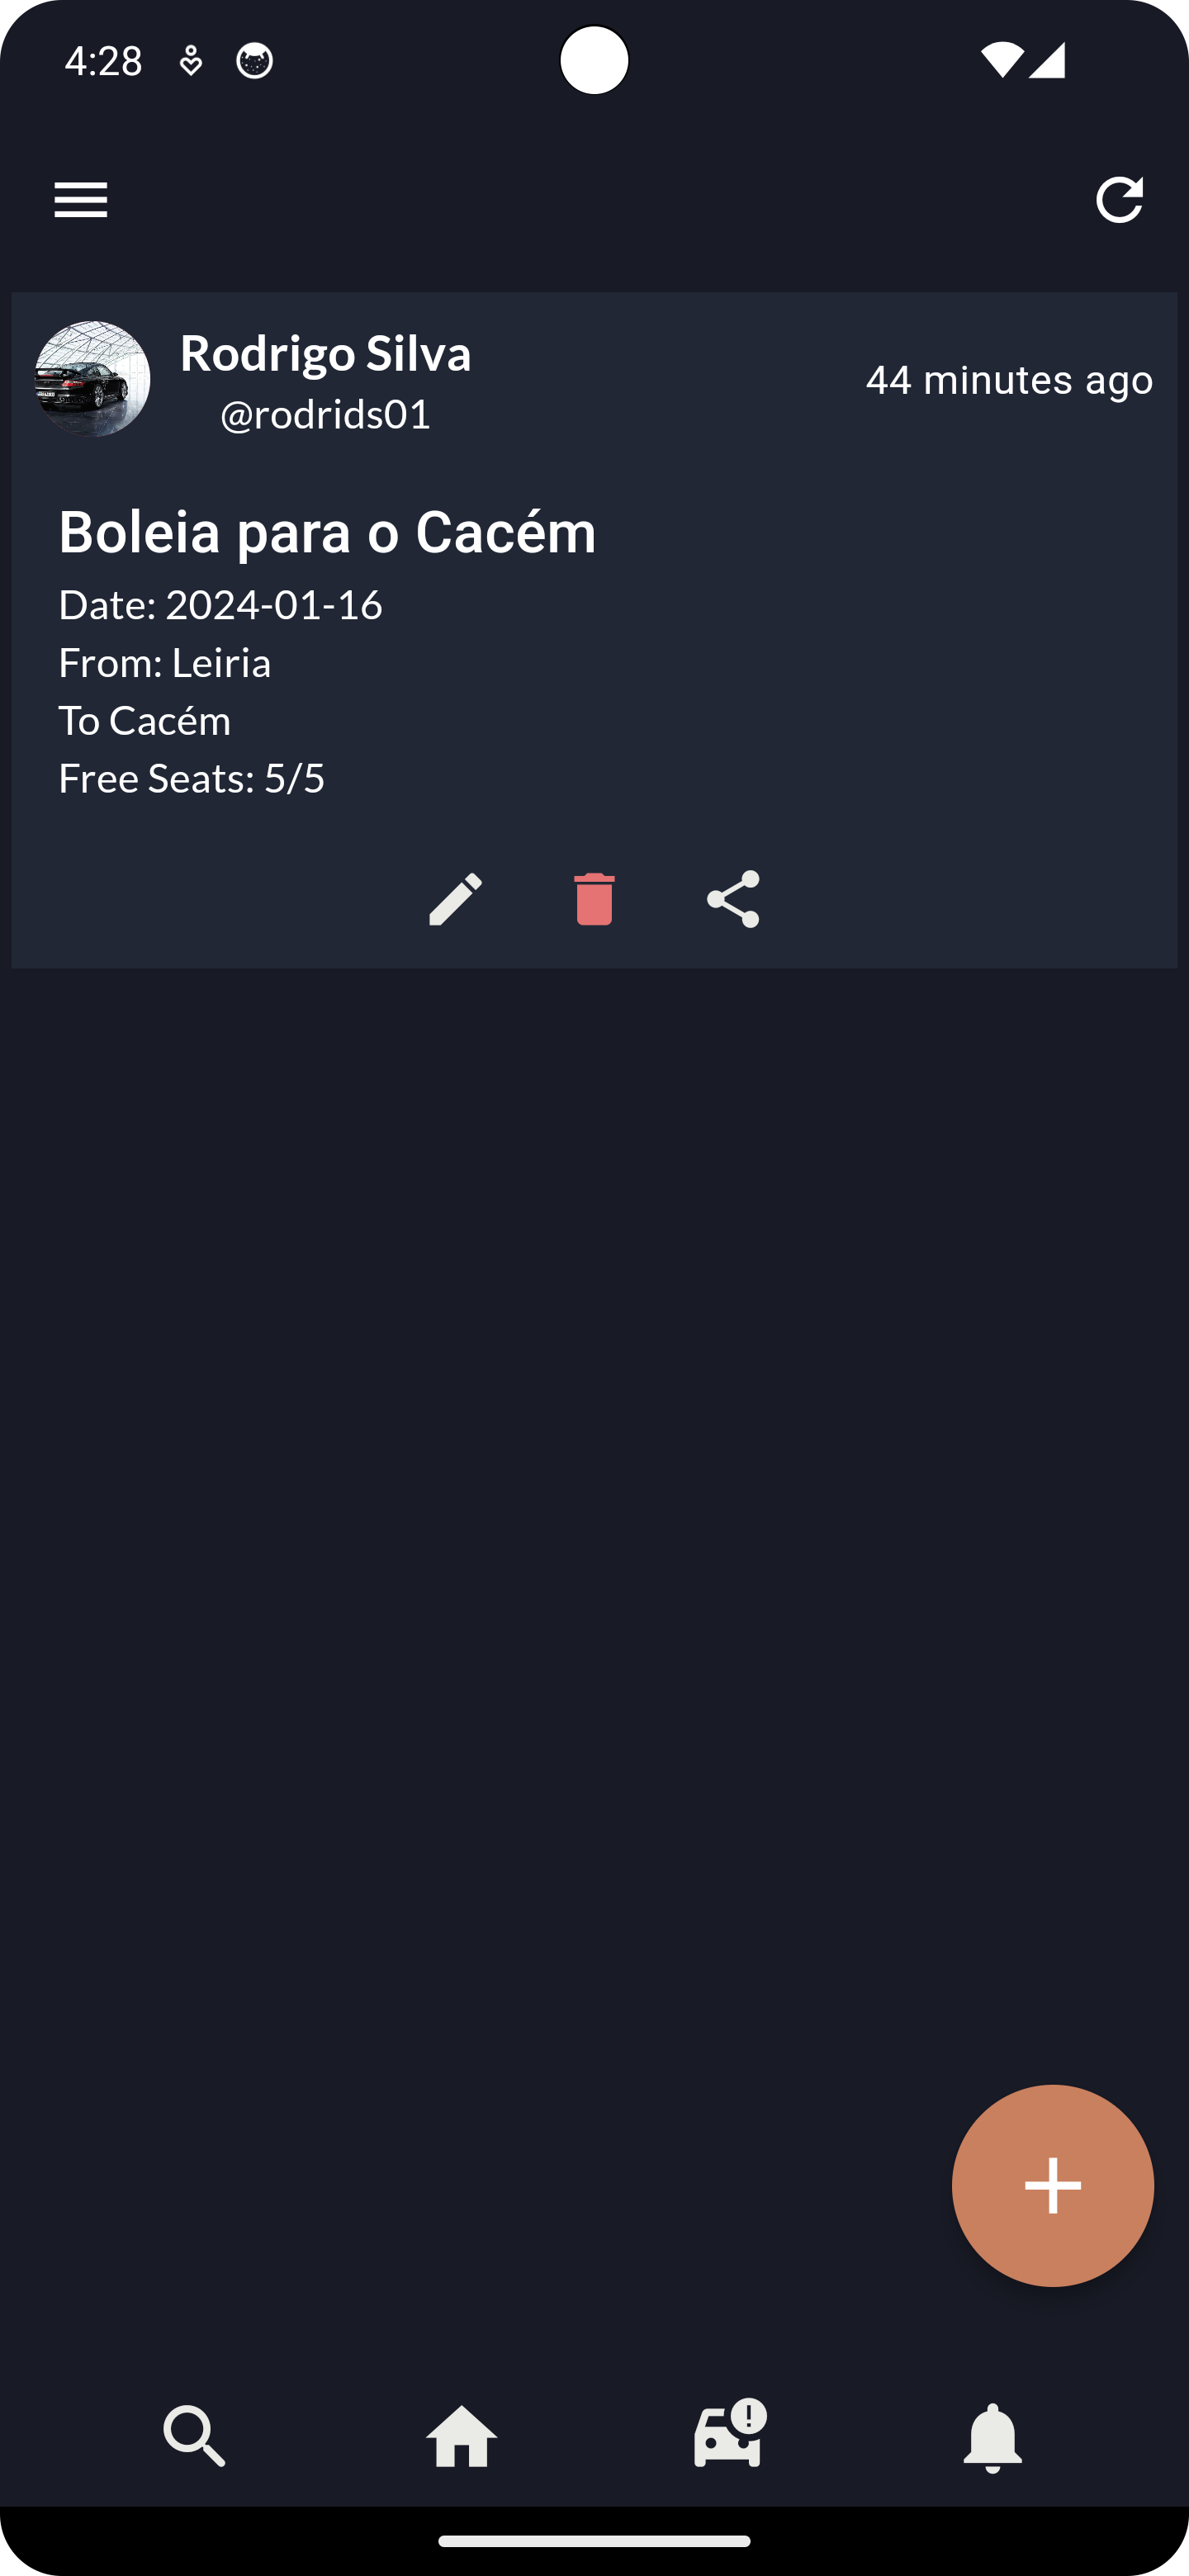 4:28
Rodrigo Silva
@rodrids01
44 minutes ago
Boleia para o Cacém
Date: 2024-01-16
From: Leiria
To Cacém
Free Seats: 5/5